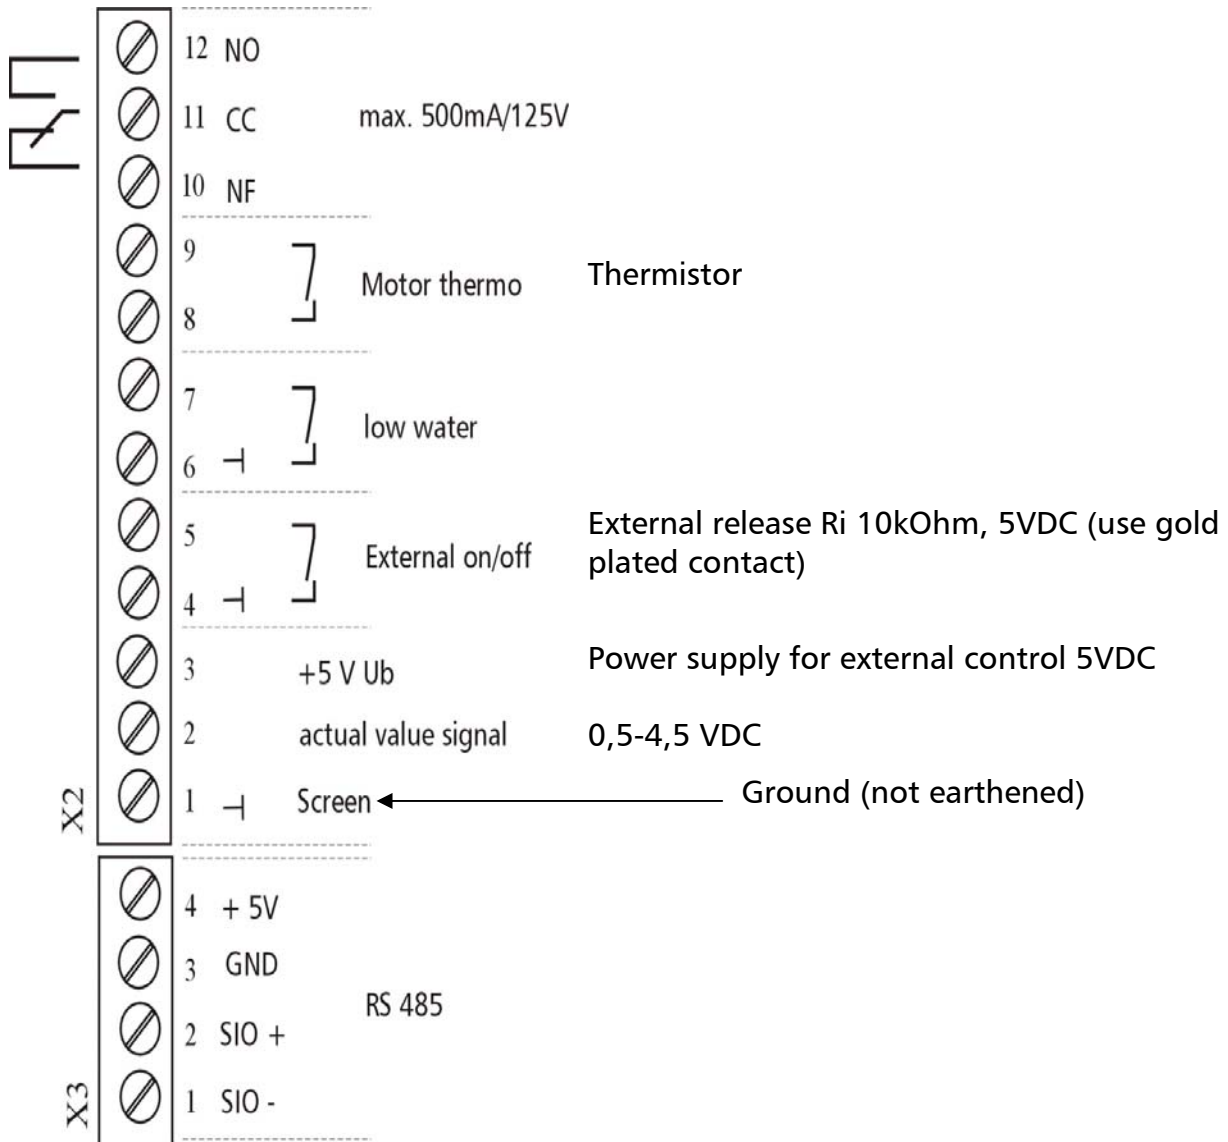 12 NO
11 CC max. 500mA/125V
10 NF
9
Motor thermo Thermistor
8
7
low water
6
5
External on/off External release Ri 10kOhm, 5VDC (use gold
plated contact)
4
3 +5 V Ub Power supply for external control 5VDC
2 actual value signal 0,5-4,5 VDC
X2 1 Screen Ground (not earthened)
4 + 5V
3 GND
RS 485
2 SIO +
X3 1 SIO -